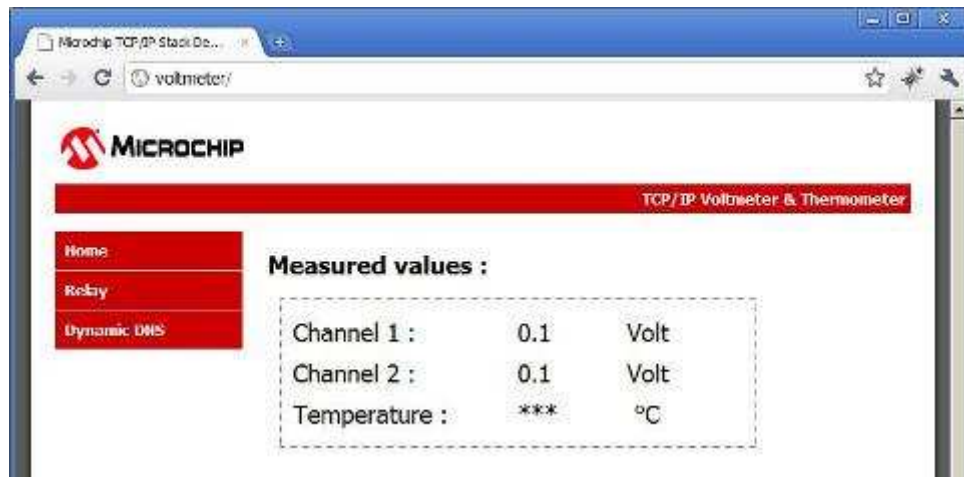 Microchip TCP/IP Stack De...
voltmeter/
MICROCHIP
TCP/IP Voltmeter & Thermometer
Home
Relay
Dynamic DNS
Measured values :
Channel 1 : 0.1 Volt
Channel 2 : 0.1 Volt
Temperature : *** °C